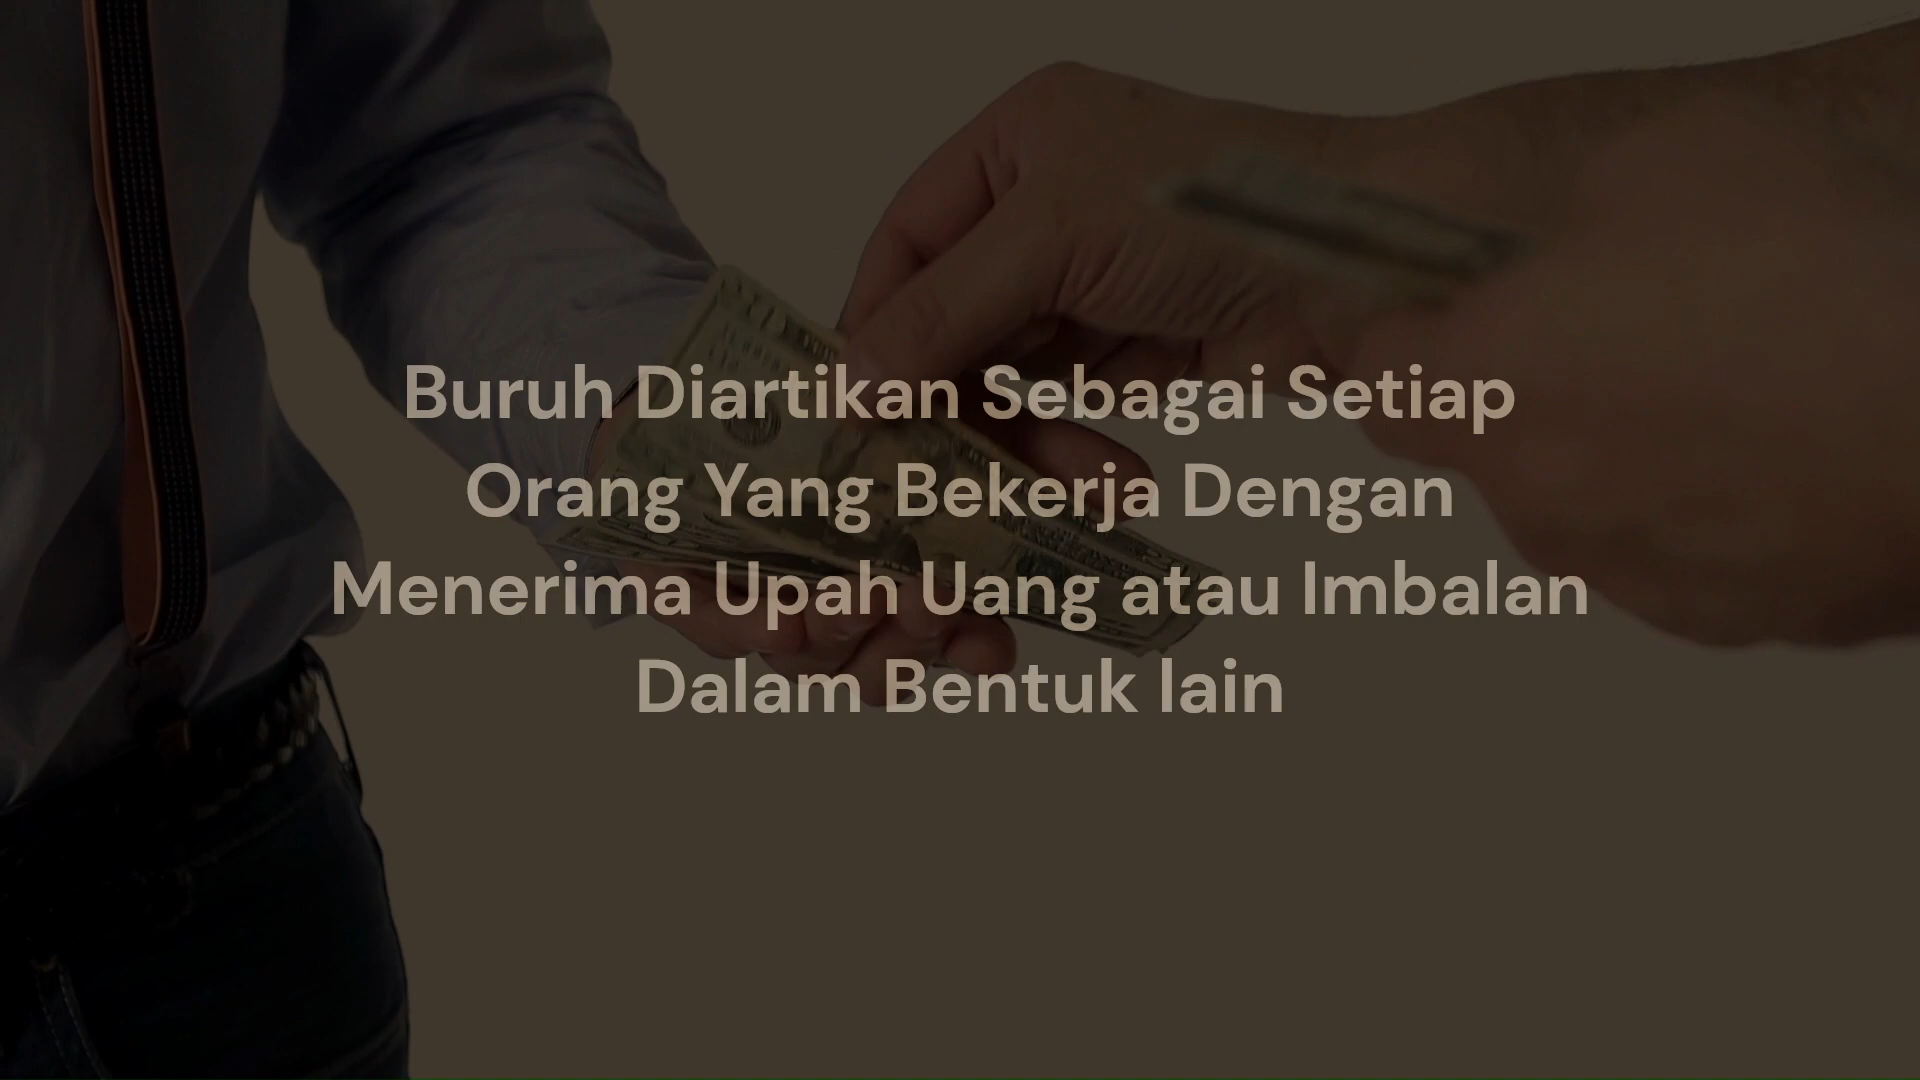 Buruh Diartikan Sebagai Setiap
Orang Yang Bekerja Dengan
Menerima Upah Uang atau Imbalan
Dalam Bentuk lain